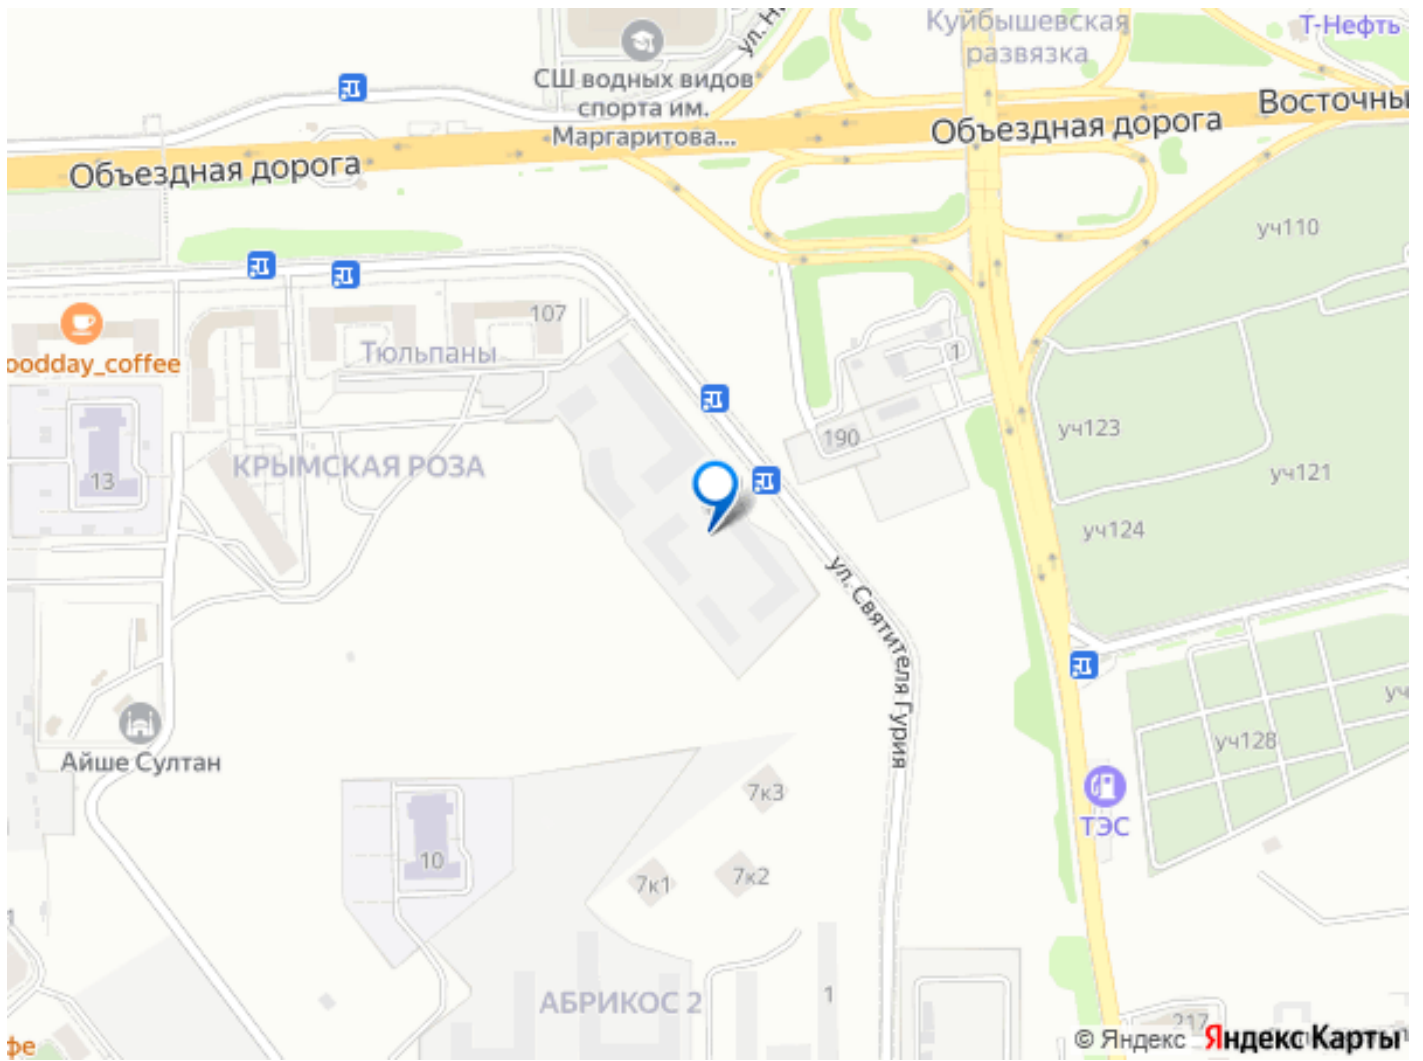 ул. Н
Куйбышевская
развязка
Т-Нефть
СШ водных видов
спорта им.
Маргаритова...
Восточны
Объездная дорога
Объездная дорога
уч110
107
Тюльпаны
oodday_coffee
1
190
уч123
КРЫМСКАЯ РОЗА
13
уч121
уч124
ул. Святителя Гурия
уч
уч128
Айше Султан
7к3
ТЭС
10
7к1
7к2
1
АБРИКОС 2
1
217
фе
© Яндекс Яндекс Карты